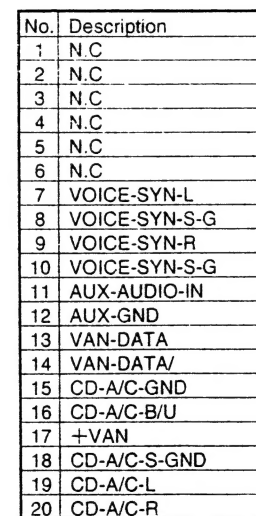 No. Description
1 N.C
2 N.C
3 N.C
4 N.C
5 N.C
6 N.C
7 VOICE-SYN-L
8 VOICE-SYN-S-G
9 VOICE-SYN-R
10 VOICE-SYN-S-G
11 AUX-AUDIO-IN
12 AUX-GND
13 VAN-DATA
14 VAN-DATA/
15 CD-A/C-GND
16 CD-A/C-B/U
17 +VAN
18 CD-A/C-S-GND
19 CD-A/C-L
20 CD-A/C-R